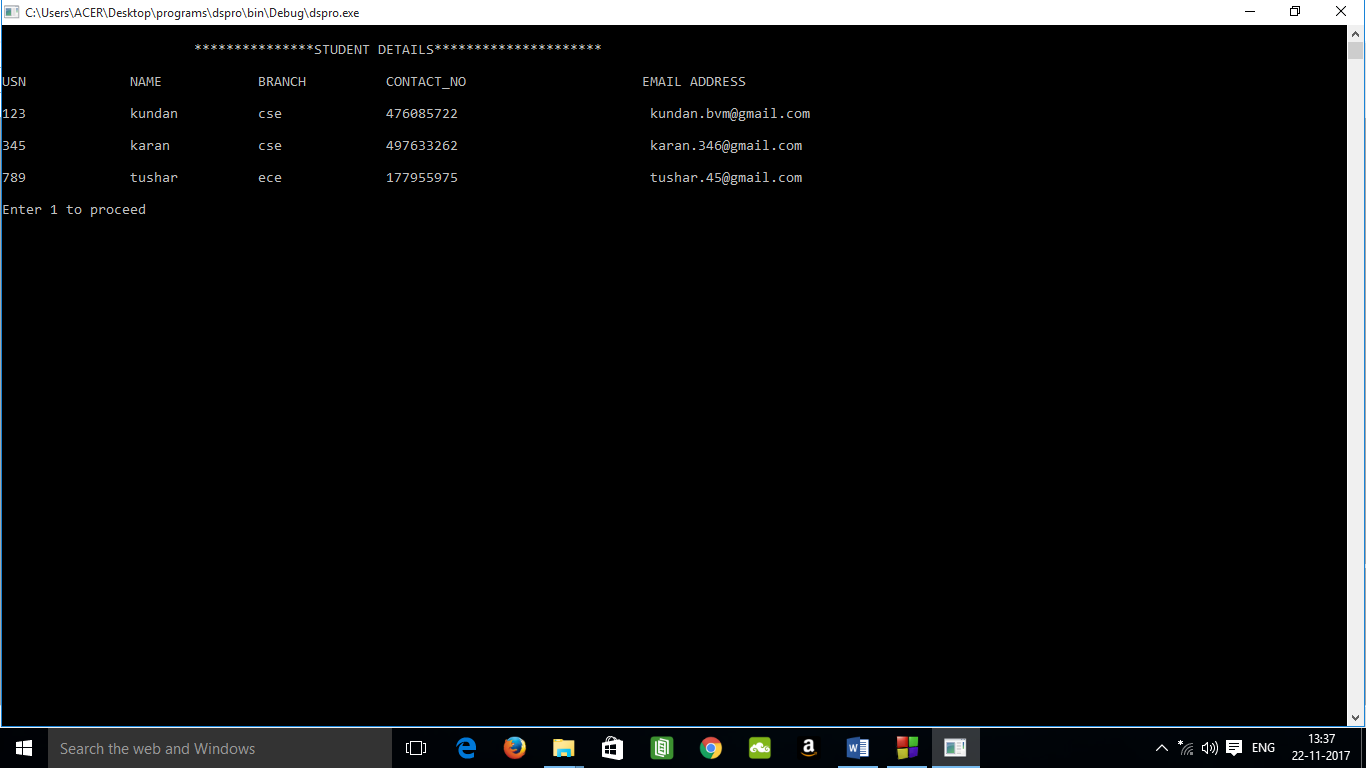 C:\Users\ACER\Desktop\programs\dspro\bin\Debug\dspro.exe
***************STUDENT DETAILS*********************
USN NAME BRANCH CONTACT_NO EMAIL ADDRESS
123 kundan cse 476085722 kundan.bvm@gmail.com
345 karan cse 497633262 karan.346@gmail.com
789 tushar ece 177955975 tushar.45@gmail.com
Enter 1 to proceed
Search the web and Windows
ENG
13:37
22-11-2017